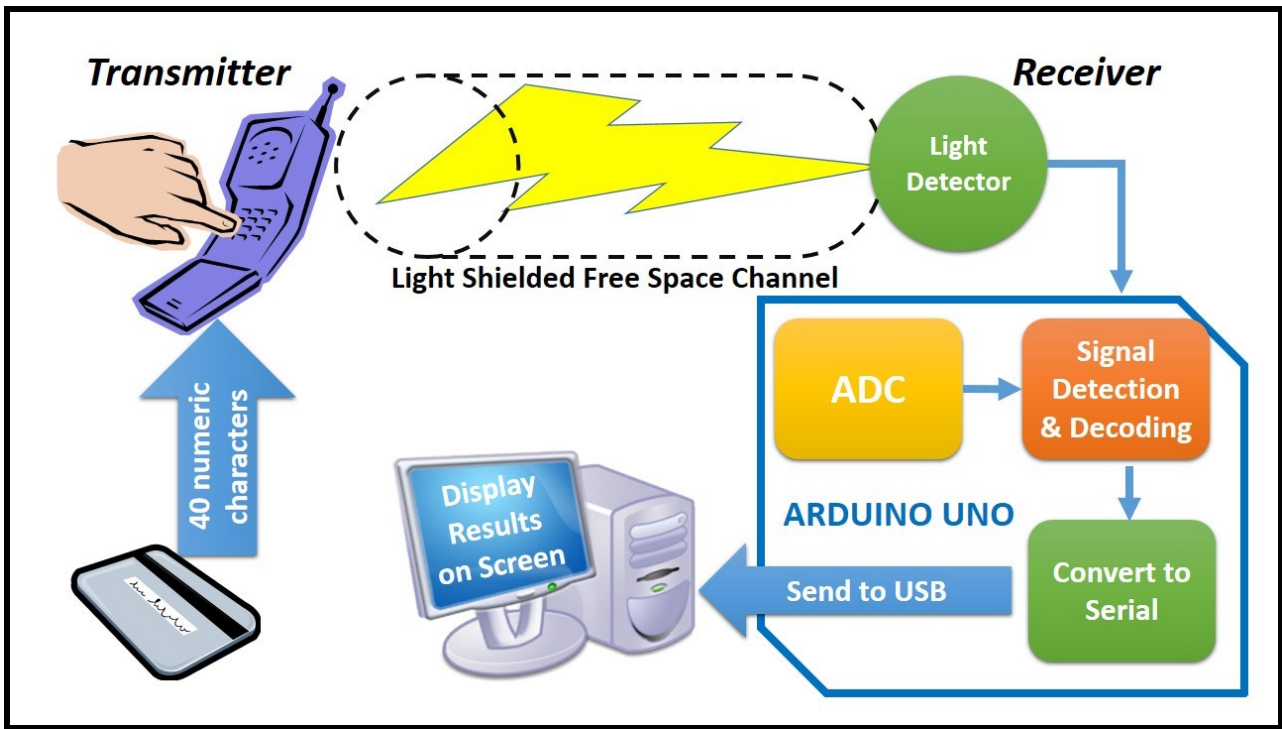 Transmitter
Receiver
Light
Detector
Light Shielded Free Space Channel
40 numeric
characters
ADC
Signal
Detection
& Decoding
ARDUINO UNO
Convert to
Serial
Send to USB
Display
Results
on Screen